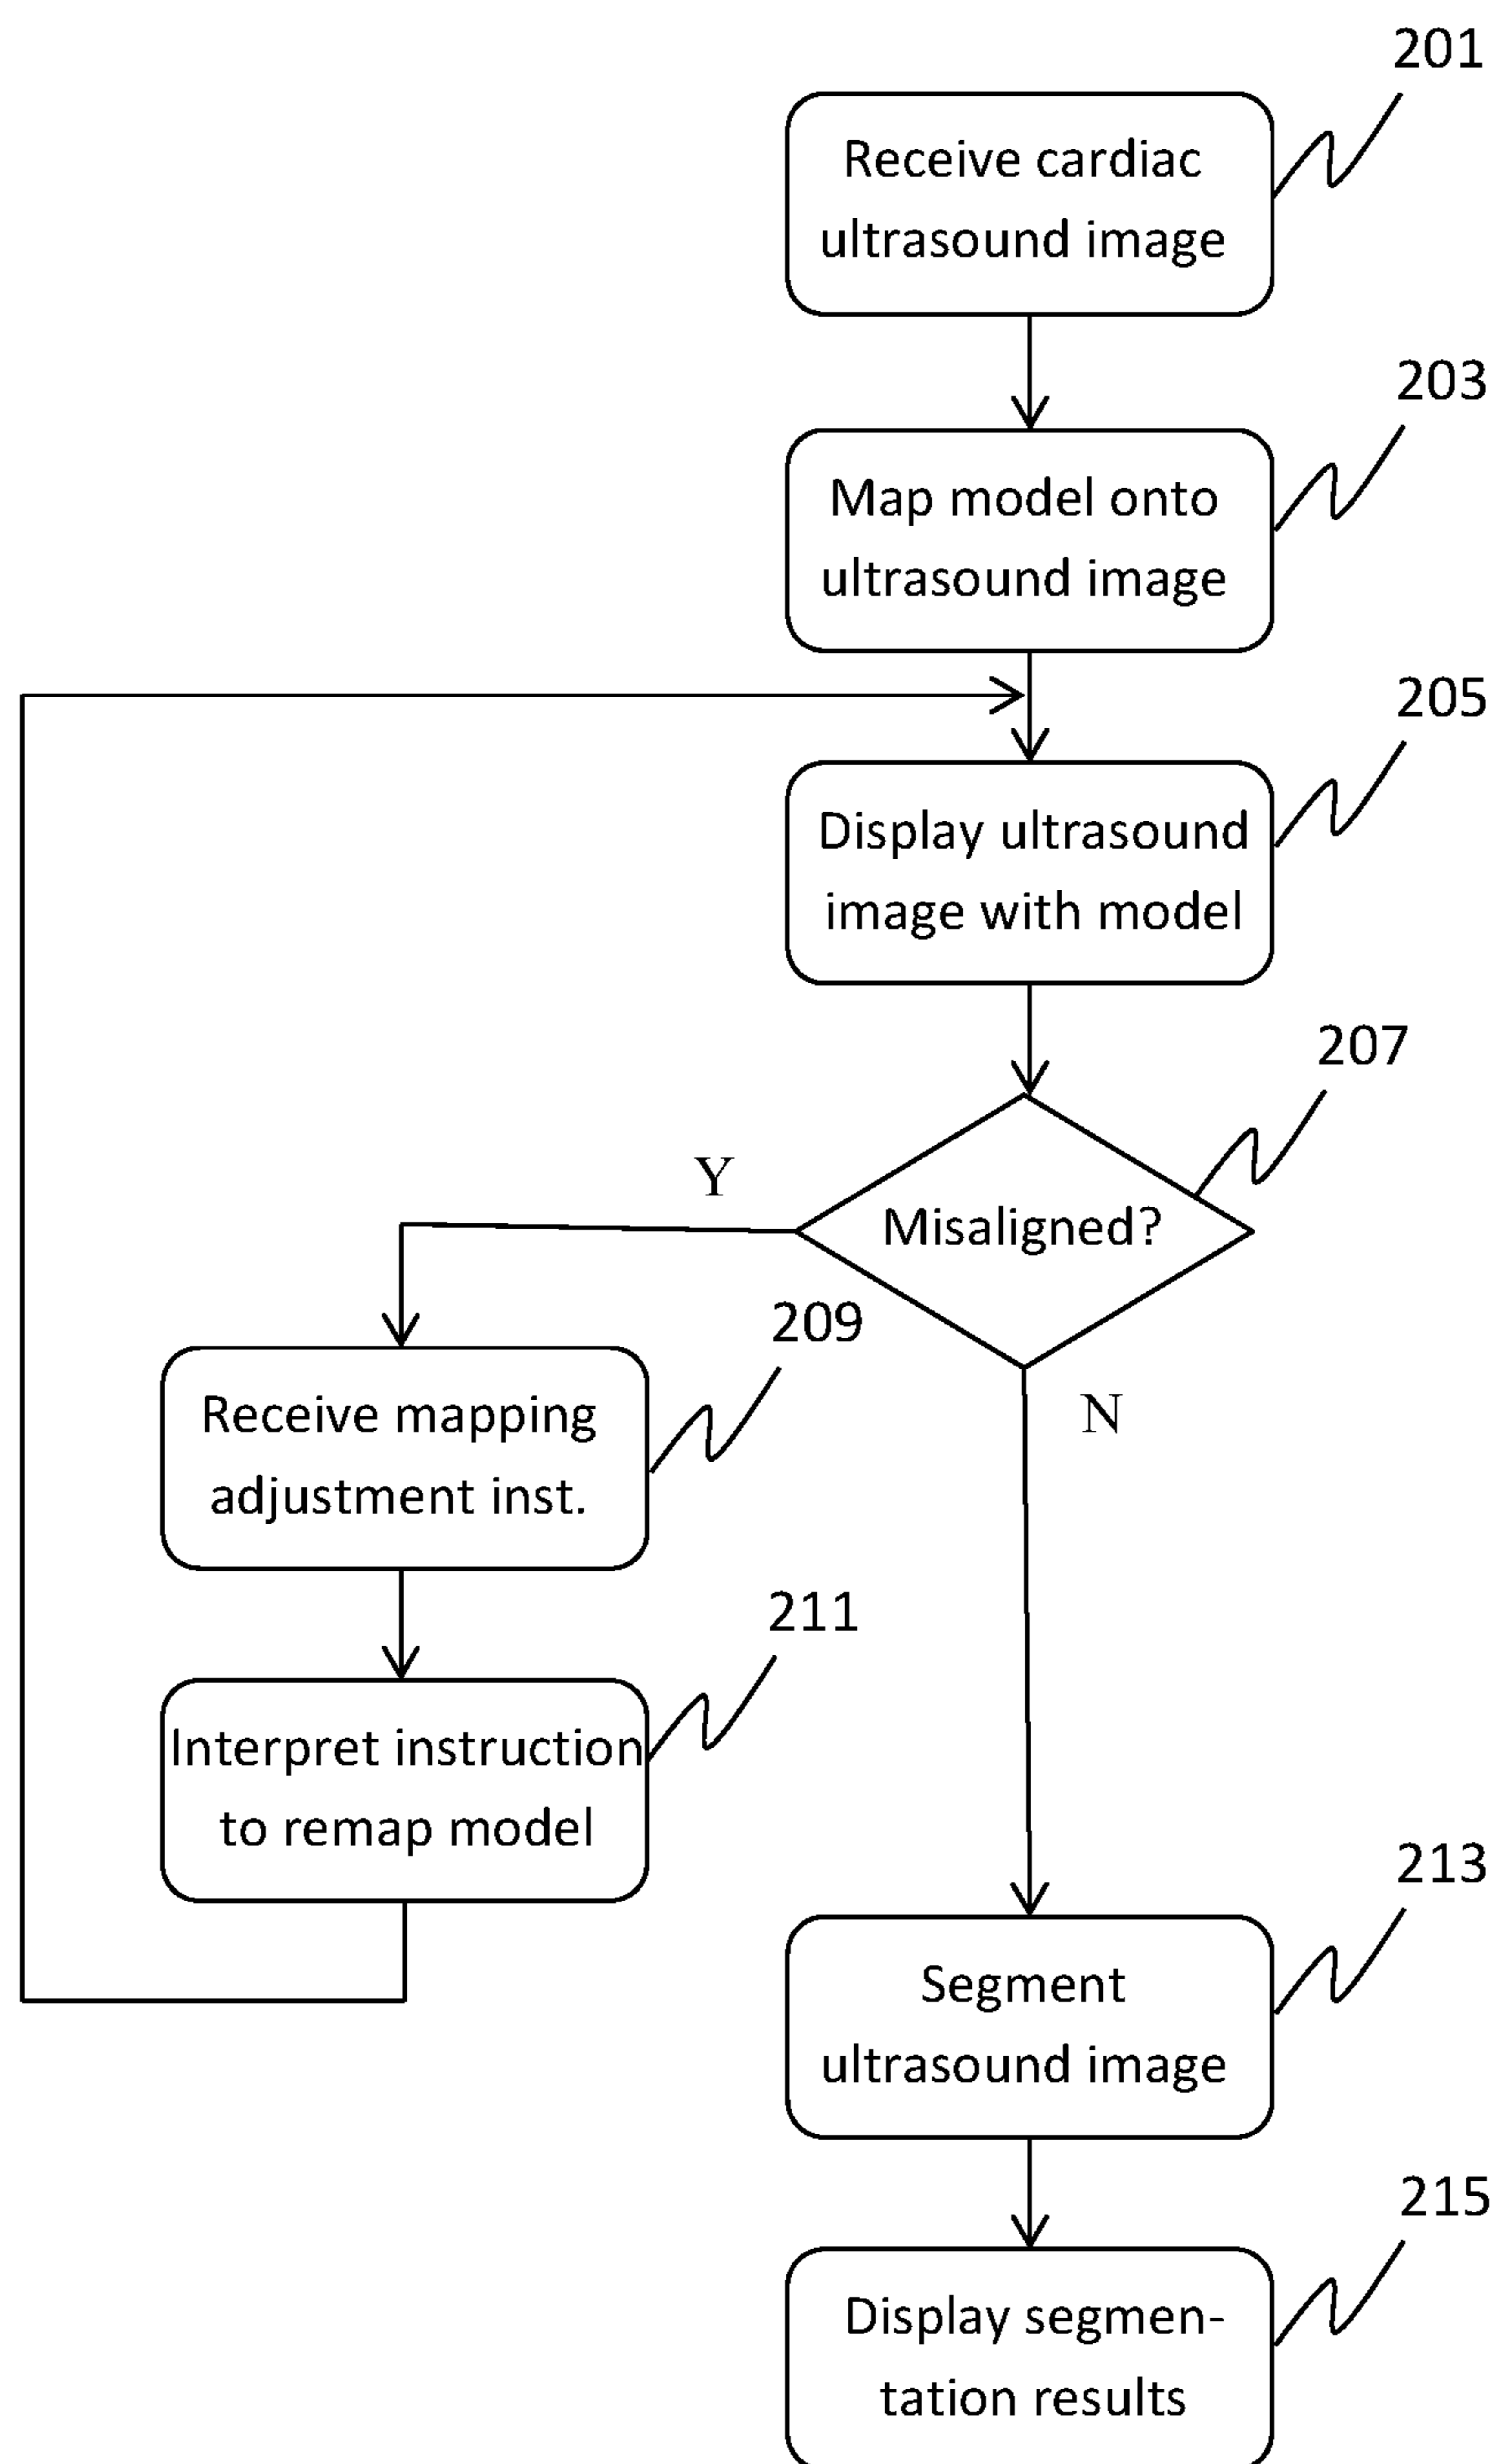 201
Receive cardiac
ultrasound image
203
Map model onto
ultrasound image
205
Display ultrasound
image with model
207
Misaligned?
Y
N
209
Receive mapping
adjustment inst.
211
Interpret instruction
to remap model
213
Segment
ultrasound image
215
Display segmen-
tation results